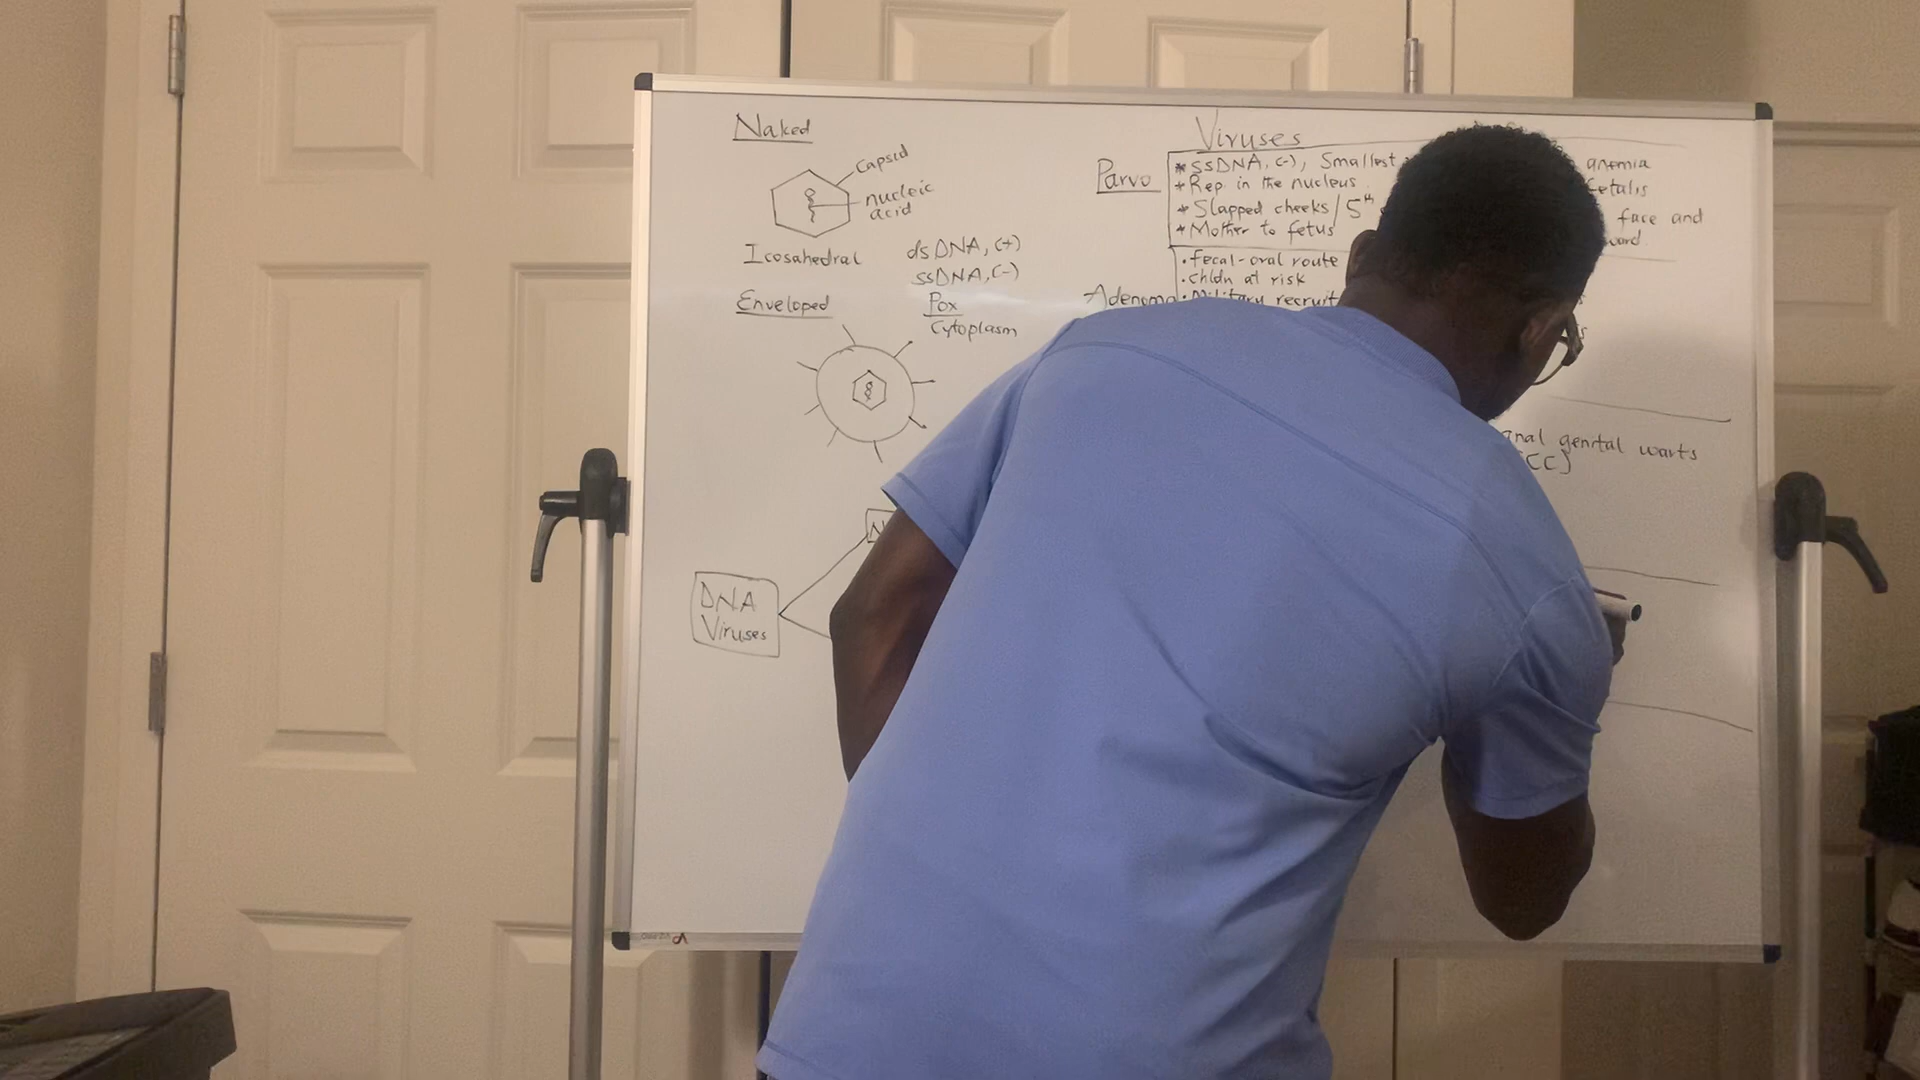 Naked
Capsid
nucleic
acid
Icosahedral
dsDNA, (+)
ssDNA, (-)
Enveloped
Pox
Cytoplasm
DNA
Viruses
Viruses
Parvo
* ssDNA, (-), Smallest
* Rep. in the nucleus
* Slapped cheeks / 5th
* Mother to fetus
anemia
fetalis
face and
ward.
• fecal-oral route
• chldn at risk
Adenoma
• Military recruit
anal genital warts